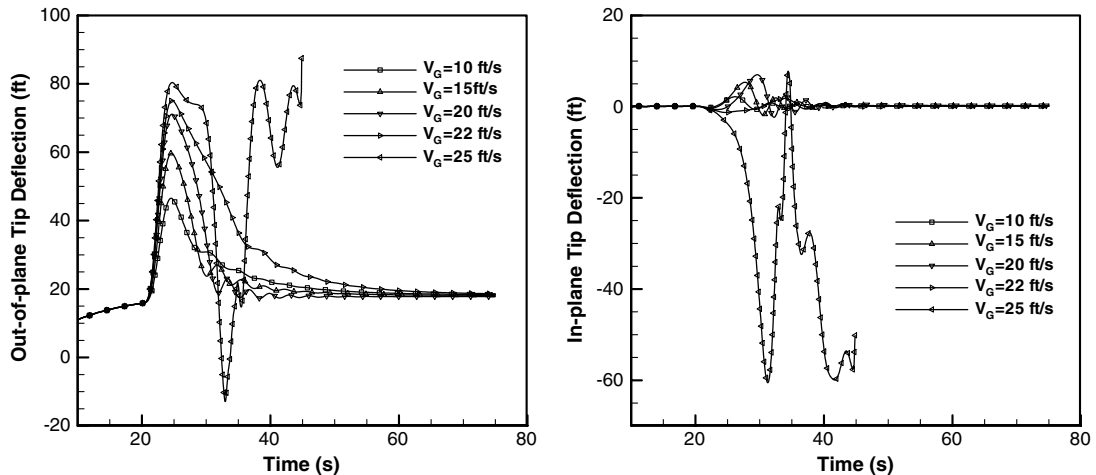 Out-of-plane Tip Deflection (ft)
100
80
60
40
20
0
-20
20
40
60
80
Time (s)
V_G=10 ft/s
V_G=15ft/s
V_G=20 ft/s
V_G=22 ft/s
V_G=25 ft/s
In-plane Tip Deflection (ft)
20
0
-20
-40
-60
20
40
60
80
Time (s)
V_G=10 ft/s
V_G=15 ft/s
V_G=20 ft/s
V_G=22 ft/s
V_G=25 ft/s